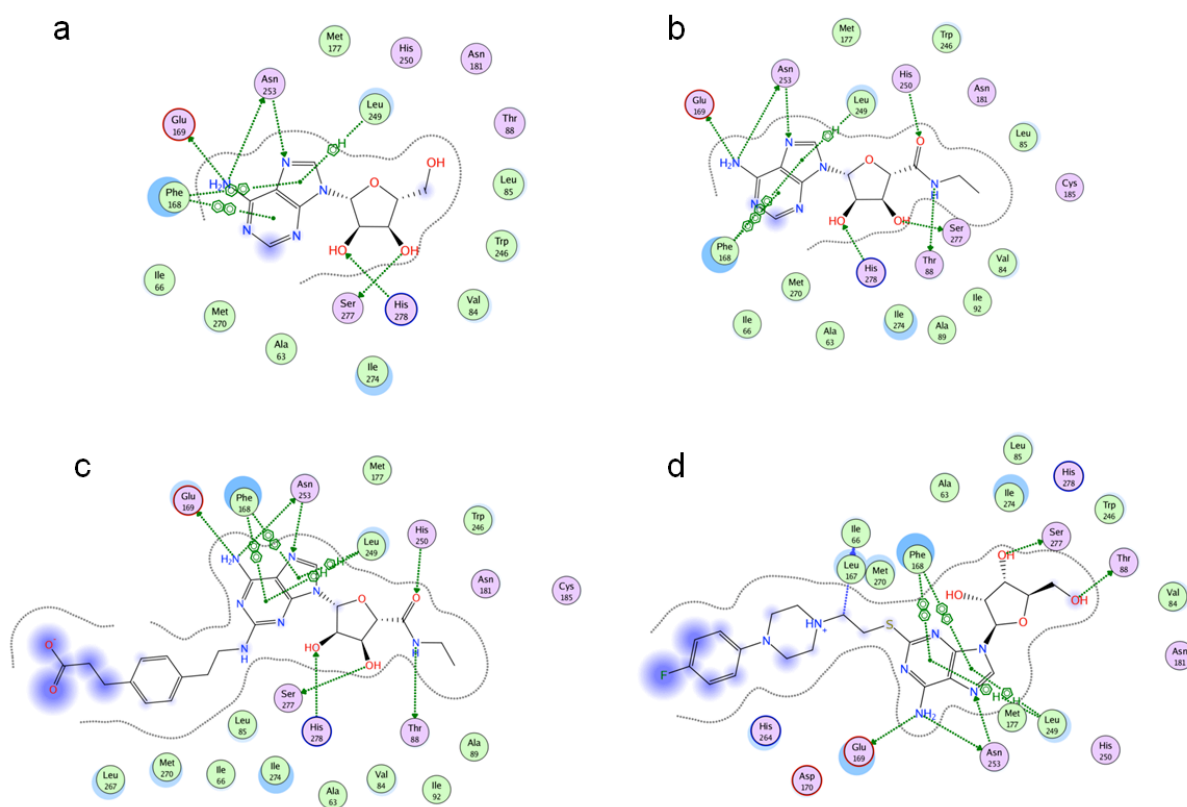 a
Met
177
His
250
Asn
181
Asn
253
Glu
169
Leu
249
Thr
88
H
Phe
168
H₂N
N
N
N
N
O
OH
Leu
85
HO
OH
Trp
246
Ile
66
Met
270
Ser
277
His
278
Val
84
Ala
63
Ile
274
b
Met
177
Trp
246
Asn
253
His
250
Glu
169
Leu
249
Asn
181
H
Leu
85
O
H₂N
N
N
N
N
O
N
H
Cys
185
HO
OH
Ser
277
Phe
168
His
278
Thr
88
Val
84
Met
270
Ile
92
Ile
66
Ala
63
Ile
274
Ala
89
c
Met
177
Glu
169
Phe
168
Asn
253
Leu
249
His
250
Trp
246
H₂N
N
H
H
Asn
181
Cys
185
N
N
N
O
O
N
H
N
H
HO
OH
O⁻
O
Ser
277
Leu
85
His
278
Thr
88
Ala
89
Leu
267
Met
270
Ile
66
Ile
274
Ala
63
Val
84
Ile
92
d
Leu
85
His
278
Ala
63
Ile
274
Trp
246
Ile
66
Ser
277
Leu
167
Met
270
Phe
168
OH
Thr
88
HO
OH
Val
84
O
NH⁺
S
N
N
N
N
N
Asn
181
F
H
H
NH₂
Met
177
Leu
249
His
264
Glu
169
Asn
253
His
250
Asp
170